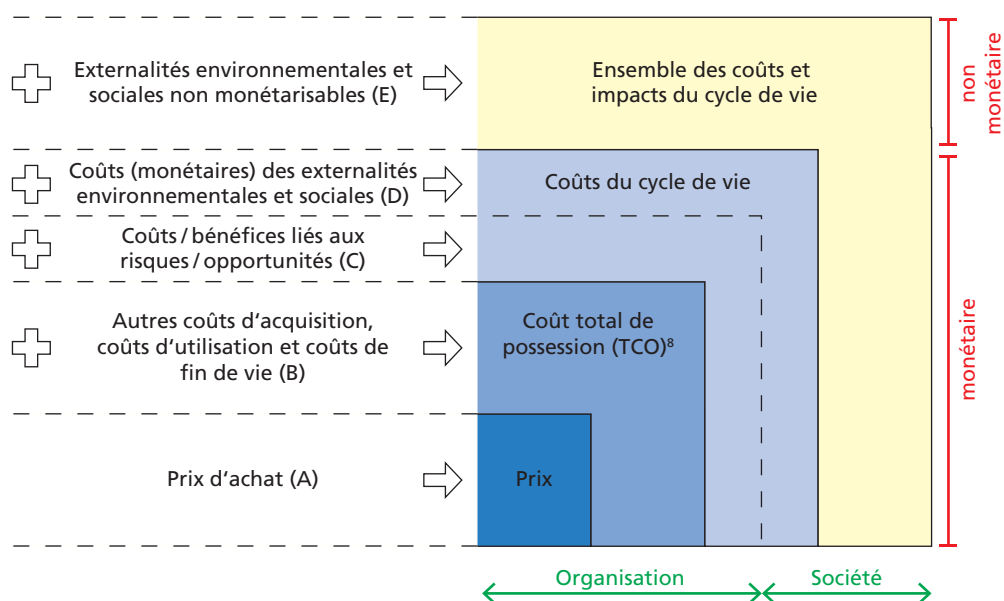 Externalités environnementales et
sociales non monétarisables (E)
Ensemble des coûts et
impacts du cycle de vie
non
monétaire
Coûts (monétaires) des externalités
environnementales et sociales (D)
Coûts du cycle de vie
Coûts / bénéfices liés aux
risques / opportunités (C)
Autres coûts d‘acquisition,
coûts d‘utilisation et coûts de
fin de vie (B)
Coût total de
possession (TCO)⁸
monétaire
Prix d‘achat (A)
Prix
Organisation
Société